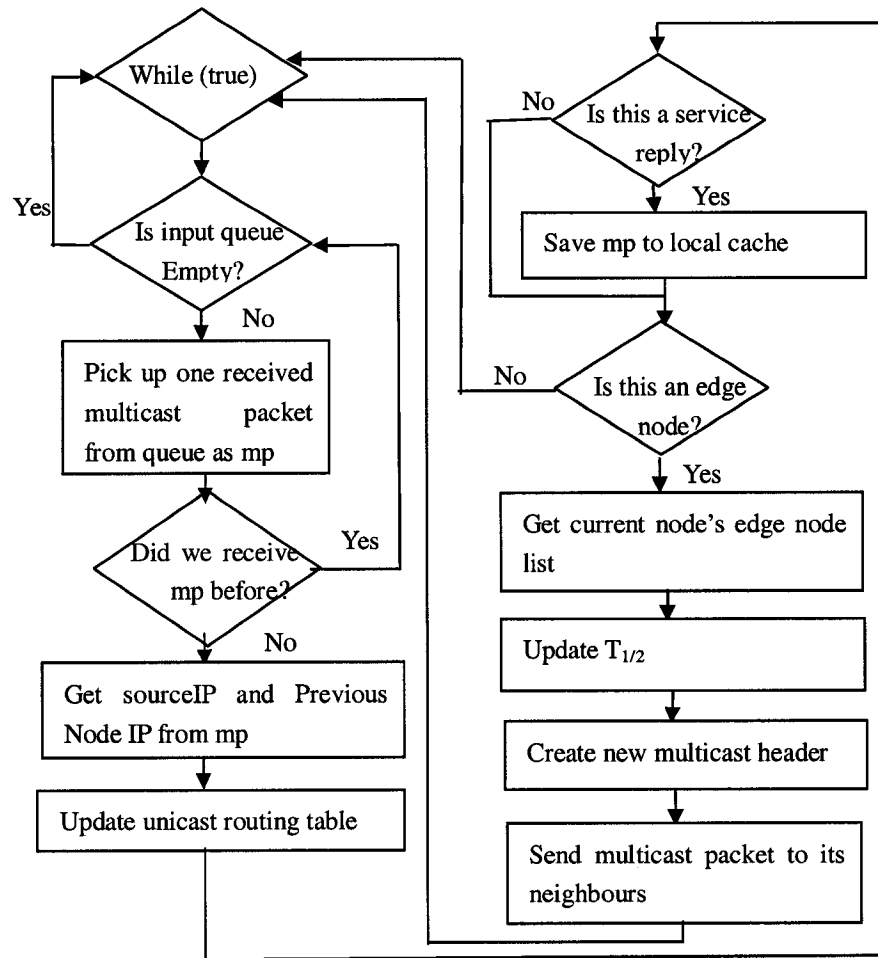 While (true)
Yes
Is input queue
Empty?
No
Pick up one received
multicast packet
from queue as mp
Did we receive
mp before?
Yes
No
Get sourceIP and Previous
Node IP from mp
Update unicast routing table
No
Is this a service
reply?
Yes
Save mp to local cache
No
Is this an edge
node?
Yes
Get current node's edge node
list
Update T1/2
Create new multicast header
Send multicast packet to its
neighbours